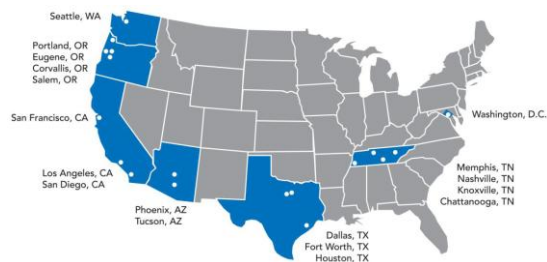 Seattle, WA
Portland, OR
Eugene, OR
Corvallis, OR
Salem, OR
San Francisco, CA
Los Angeles, CA
San Diego, CA
Phoenix, AZ
Tucson, AZ
Dallas, TX
Fort Worth, TX
Houston, TX
Washington, D.C.
Memphis, TN
Nashville, TN
Knoxville, TN
Chattanooga, TN